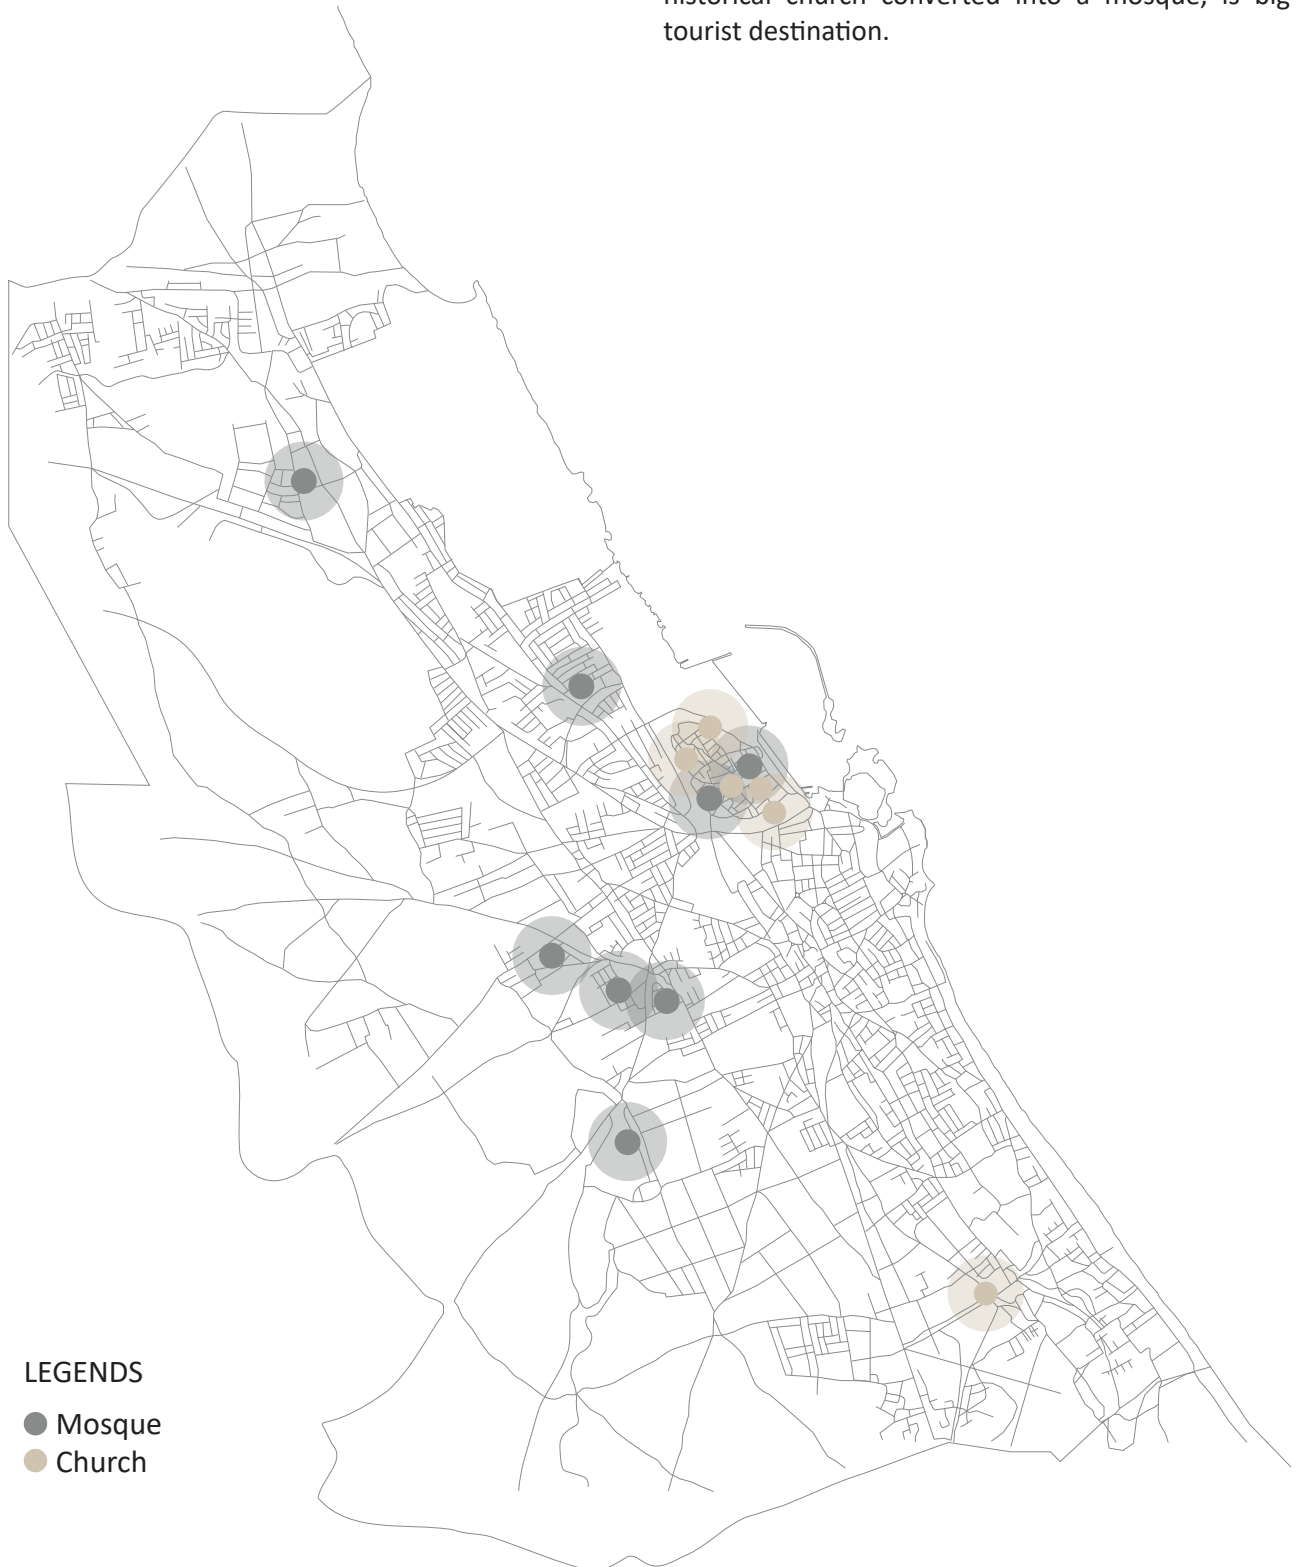 historical church converted into a mosque, is big
tourist destination.
LEGENDS
Mosque
Church